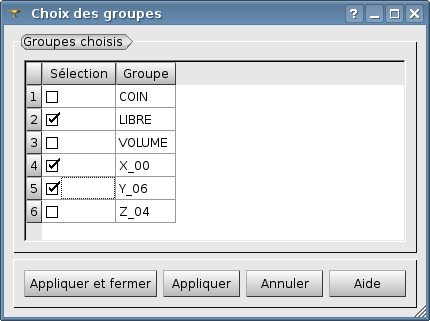 Choix des groupes
Groupes choisis
Sélection Groupe
1 COIN
2 LIBRE
3 VOLUME
4 X_00
5 Y_06
6 Z_04
Appliquer et fermer Appliquer Annuler Aide